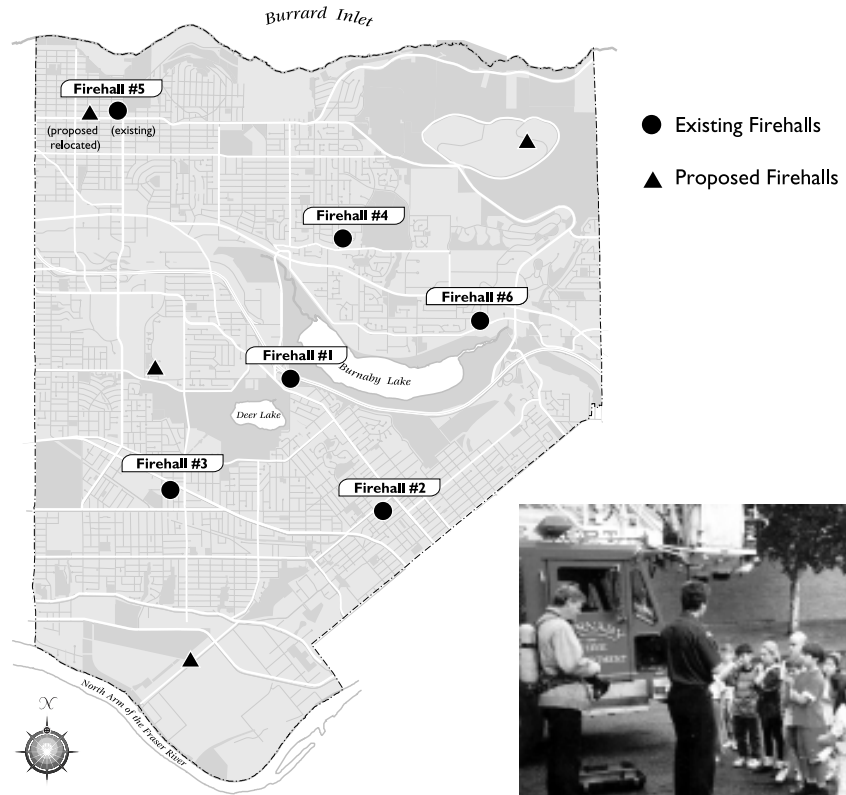 Burrard Inlet
Firehall #5
(proposed relocated)
(existing)
Existing Firehalls
Proposed Firehalls
Firehall #4
Firehall #6
Firehall #1
Burnaby Lake
Deer Lake
Firehall #3
Firehall #2
North Arm of the Fraser River
N